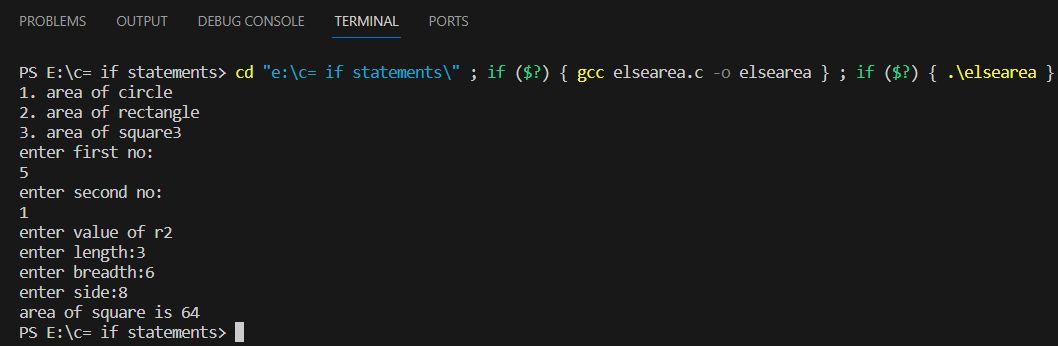 PROBLEMS OUTPUT DEBUG CONSOLE TERMINAL PORTS
PS E:\c= if statements> cd "e:\c= if statements\" ; if ($?) { gcc elsearea.c -o elsearea } ; if ($?) { .\elsearea }
1. area of circle
2. area of rectangle
3. area of square3
enter first no:
5
enter second no:
1
enter value of r2
enter length:3
enter breadth:6
enter side:8
area of square is 64
PS E:\c= if statements>